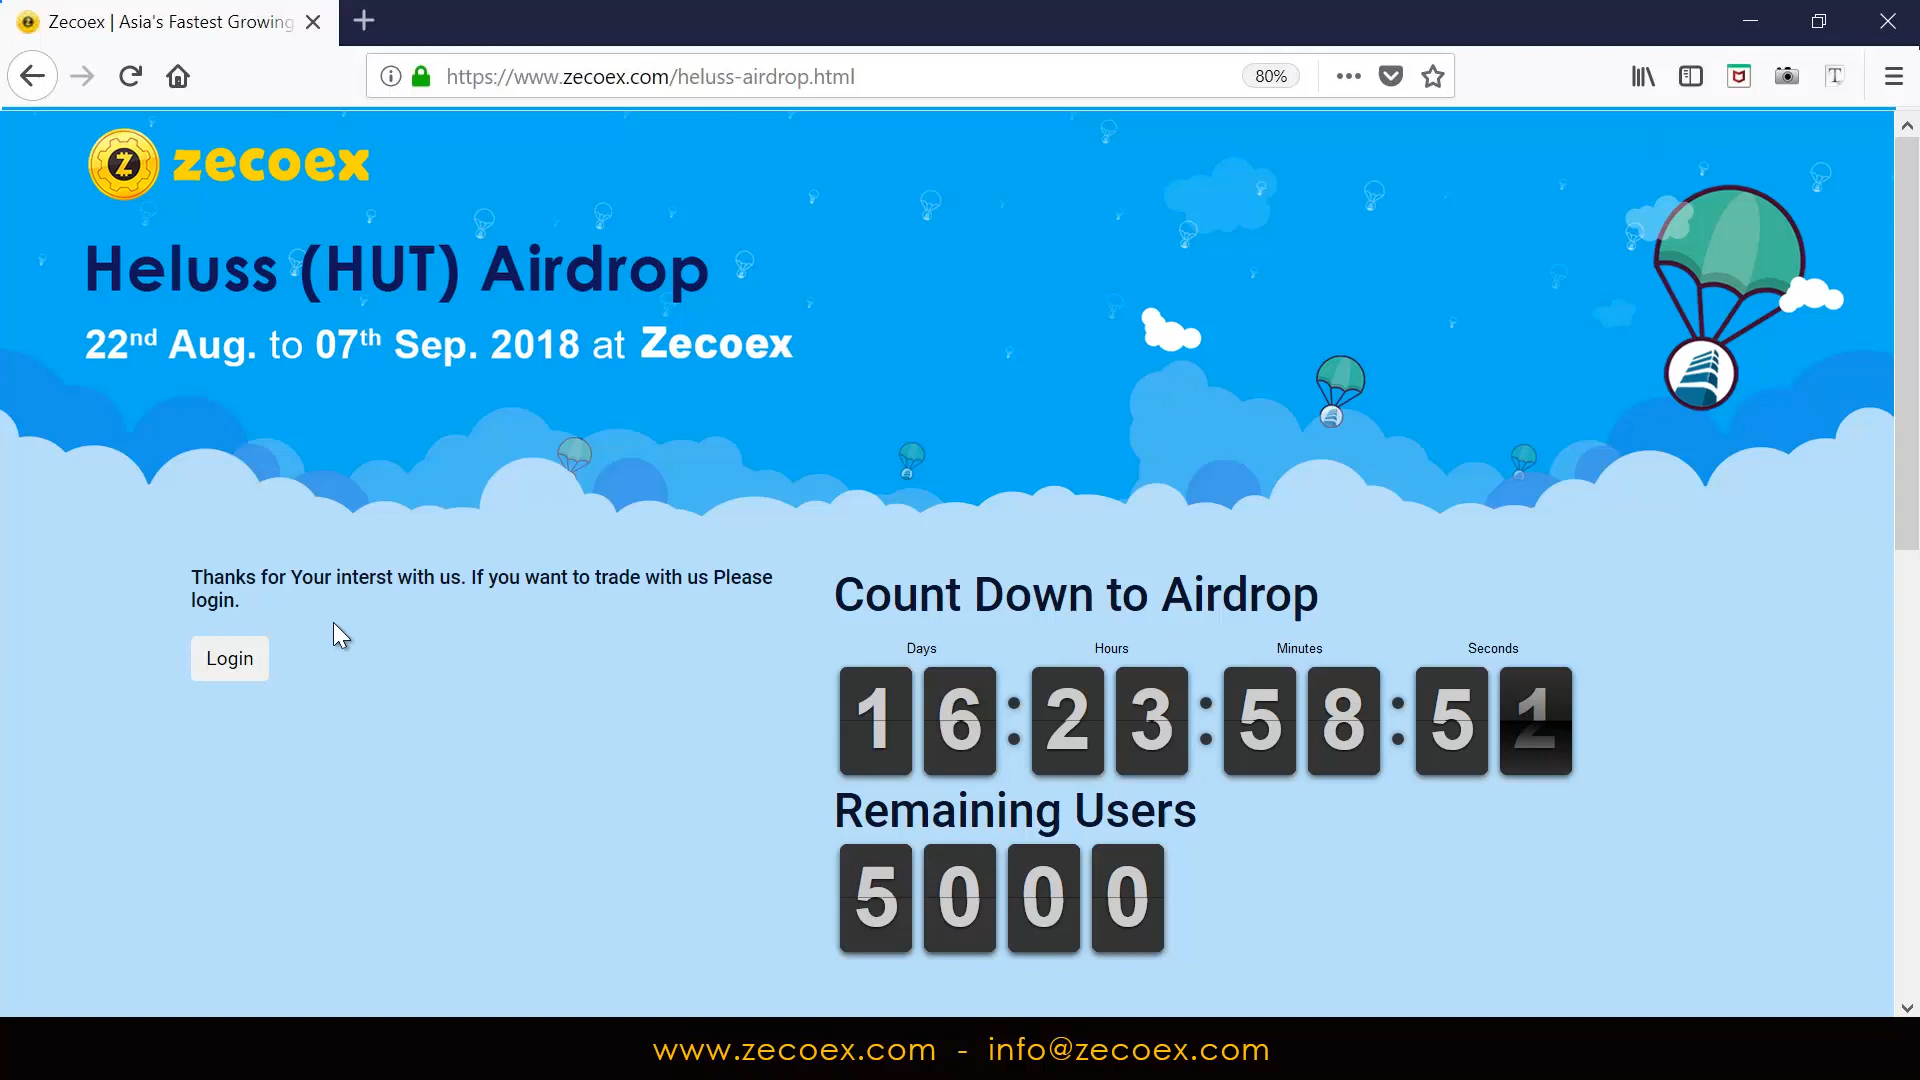 Zecoex | Asia's Fastest Growing
https://www.zecoex.com/heluss-airdrop.html
80%
zecoex
Heluss (HUT) Airdrop
22nd Aug. to 07th Sep. 2018 at Zecoex
Thanks for Your interst with us. If you want to trade with us Please
login.
Login
Count Down to Airdrop
Days Hours Minutes Seconds
16:23:58:5
Remaining Users
5000
www.zecoex.com - info@zecoex.com